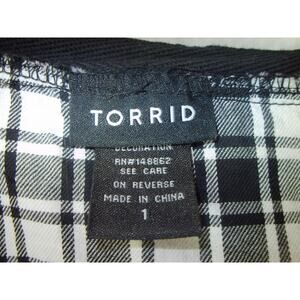 TORRID
DECORATION
RN#148862
SEE CARE
ON REVERSE
MADE IN CHINA
1